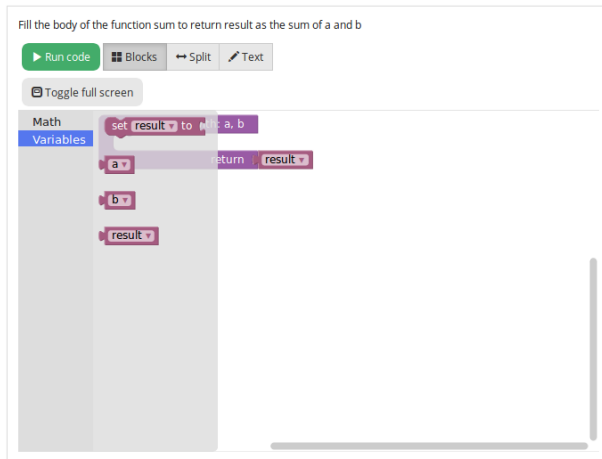 Fill the body of the function sum to return result as the sum of a and b
Run code Blocks Split Text
Toggle full screen
Math
Variables
set result to : a, b
a
return result
b
result